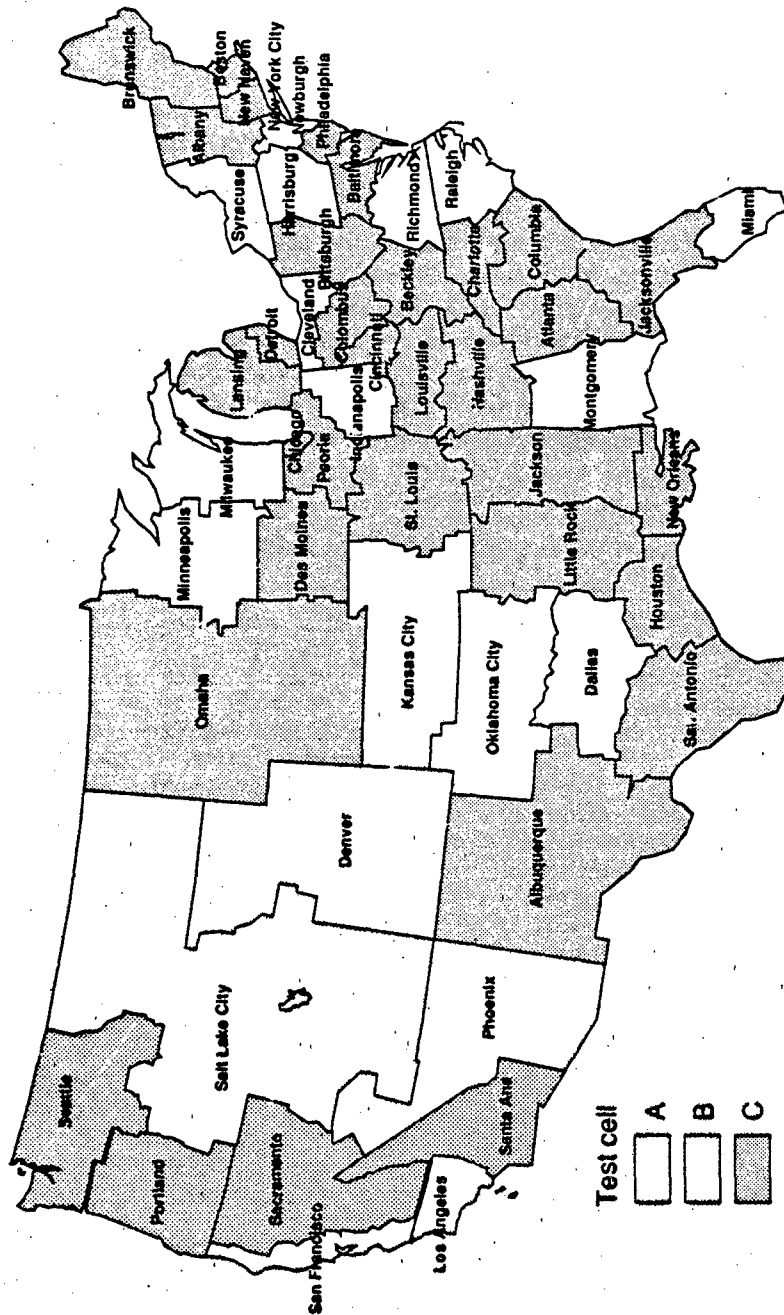 Seattle
Portland
Sacramento
San Francisco
Los Angeles
Santa Ana
Salt Lake City
Phoenix
Denver
Albuquerque
Omaha
Kansas City
Oklahoma City
Dallas
San Antonio
Houston
Minneapolis
Des Moines
Milwaukee
Chicago
Peoria
St. Louis
Little Rock
Jackson
New Orleans
Lansing
Detroit
Indianapolis
Cleveland
Columbus
Cincinnati
Louisville
Nashville
Montgomery
Pittsburgh
Beckley
Charlotte
Atlanta
Columbia
Jacksonville
Miami
Syracuse
Harrisburg
Baltimore
Richmond
Raleigh
Albany
Brunswick
Boston
New Haven
New York City
Newburgh
Philadelphia
Test cell
A
B
C